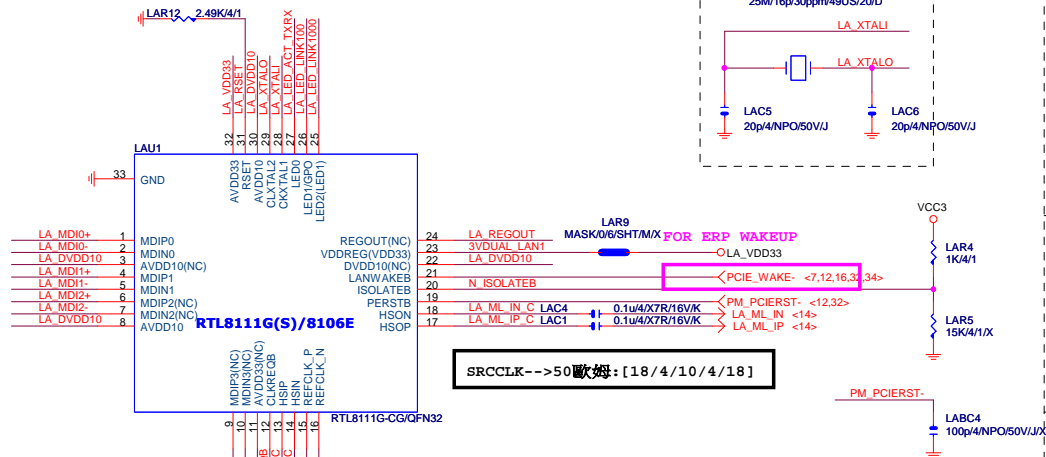 25M/16p/30ppm/49US/20/D
LA_XTALI
LA_XTALO
LAC5
20p/4/NPO/50V/J
LAC6
20p/4/NPO/50V/J
LAR12 2.49K/4/1
LA_VDD33
LA_RSET
LA_DVDD10
LA_XTALO
LA_XTALI
LA_LED_ACT_TXRX
LA_LED_LINK100
LA_LED_LINK1000
32
31
30
29
28
27
26
25
LAU1
AVDD33
RSET
AVDD10
CLXTAL2
CKXTAL1
LED0
LED1/GPO
LED2(LED1)
33 GND
LA_MDI0+ 1 MDIP0
LA_MDI0- 2 MDIN0
LA_DVDD10 3 AVDD10(NC)
LA_MDI1+ 4 MDIP1
LA_MDI1- 5 MDIN1
LA_MDI2+ 6 MDIP2(NC)
LA_MDI2- 7 MDIN2(NC)
LA_DVDD10 8 AVDD10
RTL8111G(S)/8106E
REGOUT(NC) 24 LA_REGOUT
VDDREG(VDD33) 23 3VDUAL_LAN1
DVDD10(NC) 22 LA_DVDD10
LANWAKEB 21
ISOLATEB 20 N_ISOLATEB
PERSTB 19
HSON 18 LA_ML_IN_C LAC4 0.1u/4/X7R/16V/K LA_ML_IN <14>
HSOP 17 LA_ML_IP_C LAC1 0.1u/4/X7R/16V/K LA_ML_IP <14>
LAR9
MASK/0/6/SHT/M/X
FOR ERP WAKEUP
LA_VDD33
PCIE_WAKE- <7,12,16,32,34>
PM_PCIERST- <12,32>
VCC3
LAR4
1K/4/1
LAR5
15K/4/1/X
SRCCLK-->50歐姆:[18/4/10/4/18]
MDIP3(NC)
MDIN3(NC)
AVDD33(NC)
CLKREQB
HSIP
HSIN
REFCLK_P
REFCLK_N
9
10
11
12
13
14
15
16
RTL8111G-CG/QFN32
PM_PCIERST-
LABC4
100p/4/NPO/50V/J/X